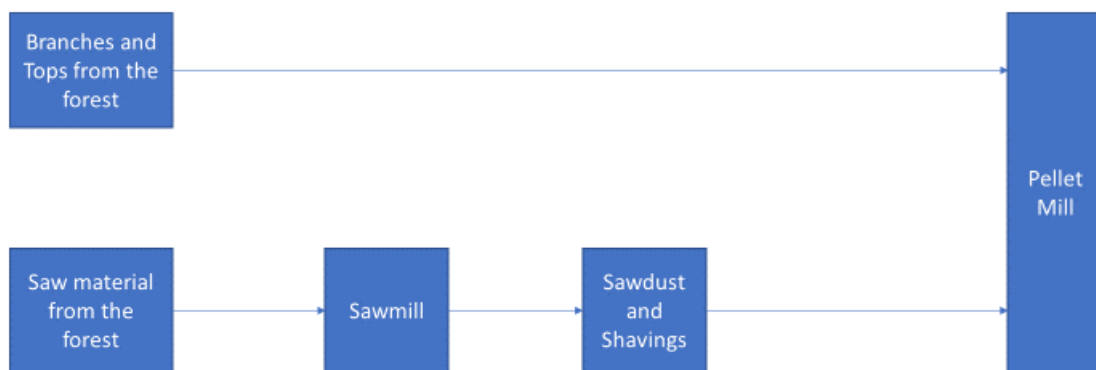 Branches and
Tops from the
forest
Pellet
Mill
Saw material
from the
forest
Sawmill
Sawdust
and
Shavings